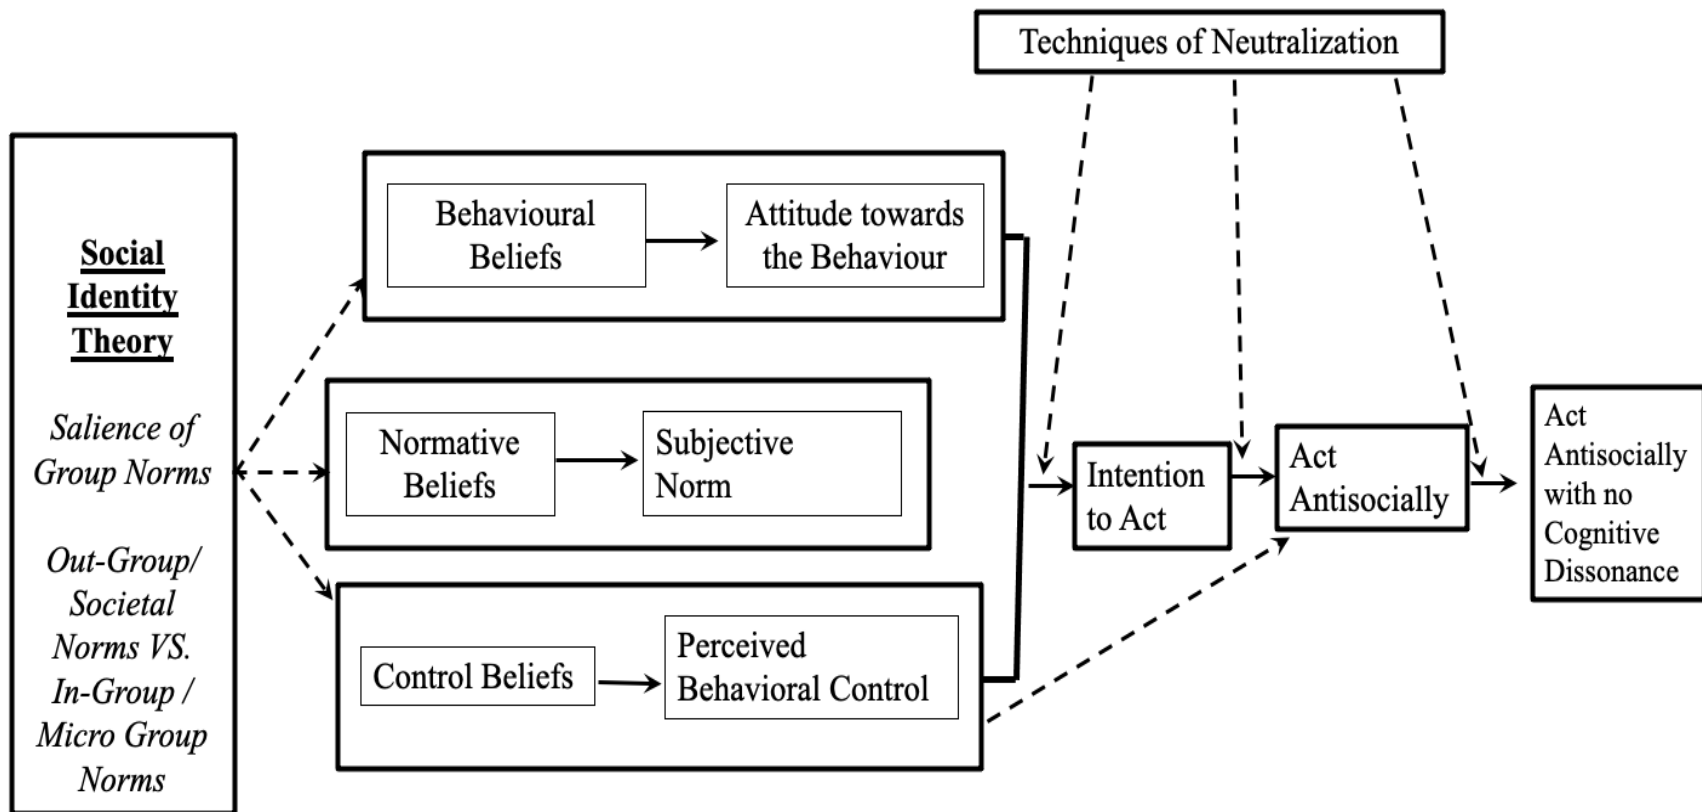 Techniques of Neutralization
Social
Identity
Theory
Salience of
Group Norms
Out-Group/
Societal
Norms VS.
In-Group /
Micro Group
Norms
Behavioural
Beliefs
Attitude towards
the Behaviour
Normative
Beliefs
Subjective
Norm
Control Beliefs
Perceived
Behavioral Control
Intention
to Act
Act
Antisocially
Act
Antisocially
with no
Cognitive
Dissonance